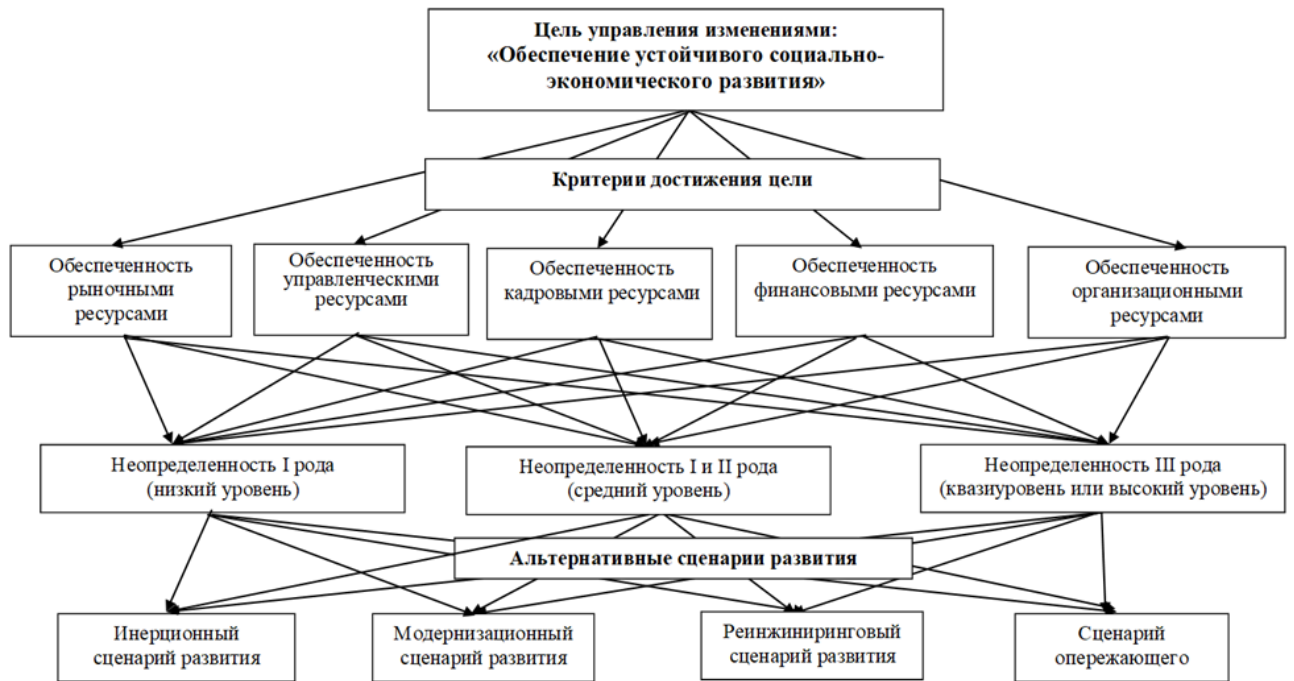 Цель управления изменениями:
«Обеспечение устойчивого социально-
экономического развития»
Критерии достижения цели
Обеспеченность
рыночными
ресурсами
Обеспеченность
управленческими
ресурсами
Обеспеченность
кадровыми ресурсами
Обеспеченность
финансовыми ресурсами
Обеспеченность
организационными
ресурсами
Неопределенность I рода
(низкий уровень)
Неопределенность I и II рода
(средний уровень)
Неопределенность III рода
(квазиуровень или высокий уровень)
Альтернативные сценарии развития
Инерционный
сценарий развития
Модернизационный
сценарий развития
Реинжиниринговый
сценарий развития
Сценарий
опережающего